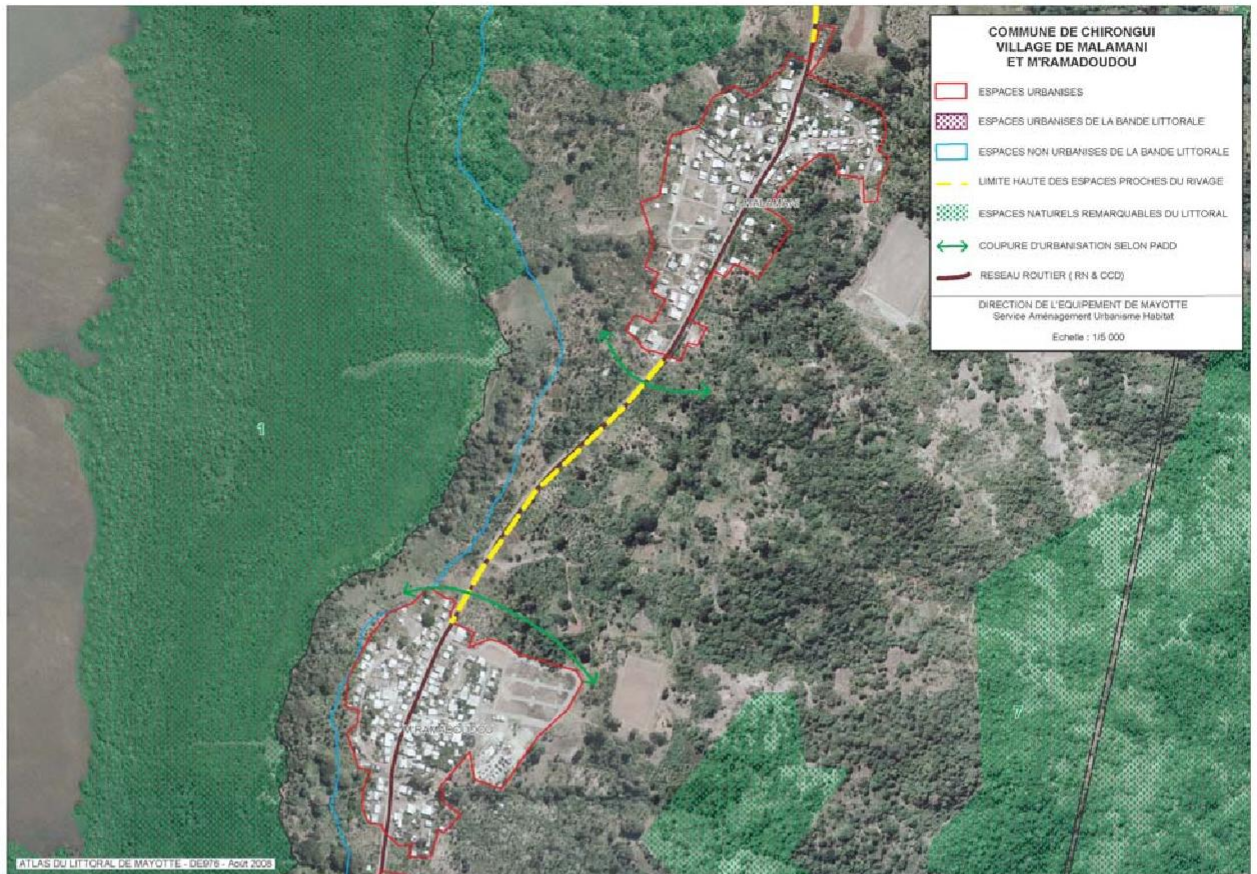 COMMUNE DE CHIRONGUI
VILLAGE DE MALAMANI
ET M'RAMADOUDOU
ESPACES URBANISES
ESPACES URBANISES DE LA BANDE LITTORALE
ESPACES NON URBANISES DE LA BANDE LITTORALE
LIMITE HAUTE DES ESPACES PROCHES DU RIVAGE
ESPACES NATURELS REMARQUABLES DU LITTORAL
COUPURE D'URBANISATION SELON PADD
RESEAU ROUTIER ( RN & CCD)
DIRECTION DE L'EQUIPEMENT DE MAYOTTE
Service Aménagement Urbanisme Habitat
Echelle : 1/5 000
MALAMANI
1
7
M'RAMADOUDOU
ATLAS DU LITTORAL DE MAYOTTE - DE976 - Août 2008